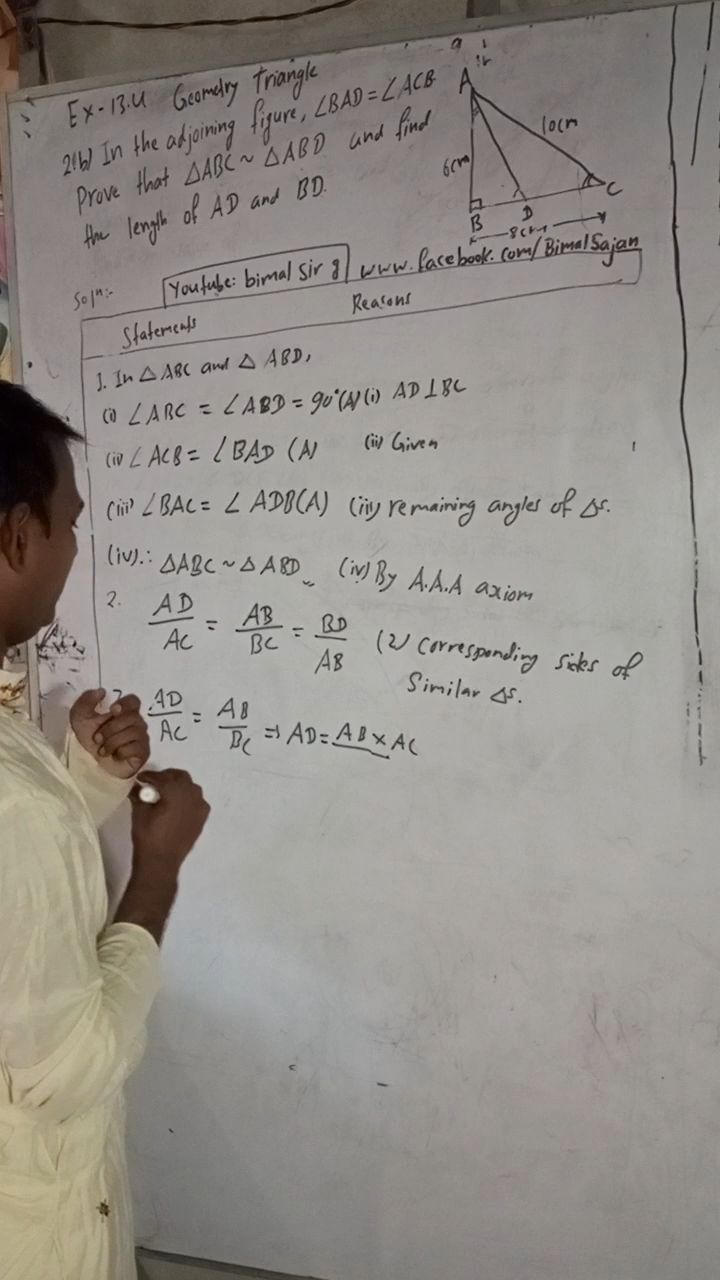 Ex-13.4 Geometry Triangle
2(b) In the adjoining figure, ∠BAD = ∠ACB
Prove that △ABC ~ △ABD and find
the length of AD and BD.
A
10cm
6cm
B D C
8cm
Soln:-
Youtube: bimal sir 8 www.facebook.com/BimalSajan
Statements Reasons
1. In △ ABC and △ ABD,
(i) ∠ABC = ∠ABD = 90°(A) (i) AD⊥BC
(ii) ∠ACB = ∠BAD (A) (ii) Given
(iii) ∠BAC = ∠ADB(A) (iii) remaining angles of △s.
(iv) ∴ △ABC ~ △ABD (iv) By A.A.A axiom
2. AD/AC = AB/BC = BD/AB (2) Corresponding sides of
Similar △s.
3. AD/AC = AB/BC ⇒ AD = AB × AC